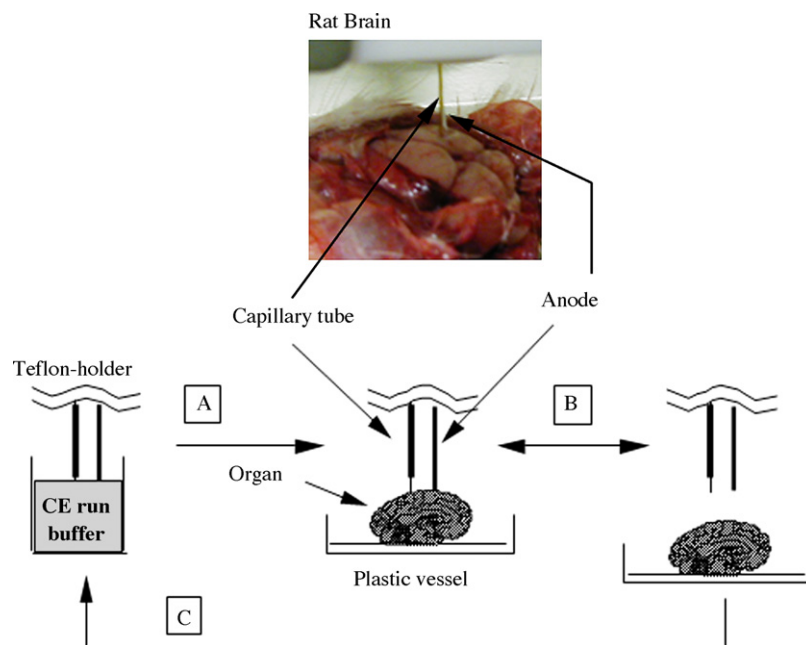 Rat Brain
Capillary tube
Anode
Teflon-holder
A
B
Organ
CE run
buffer
Plastic vessel
C